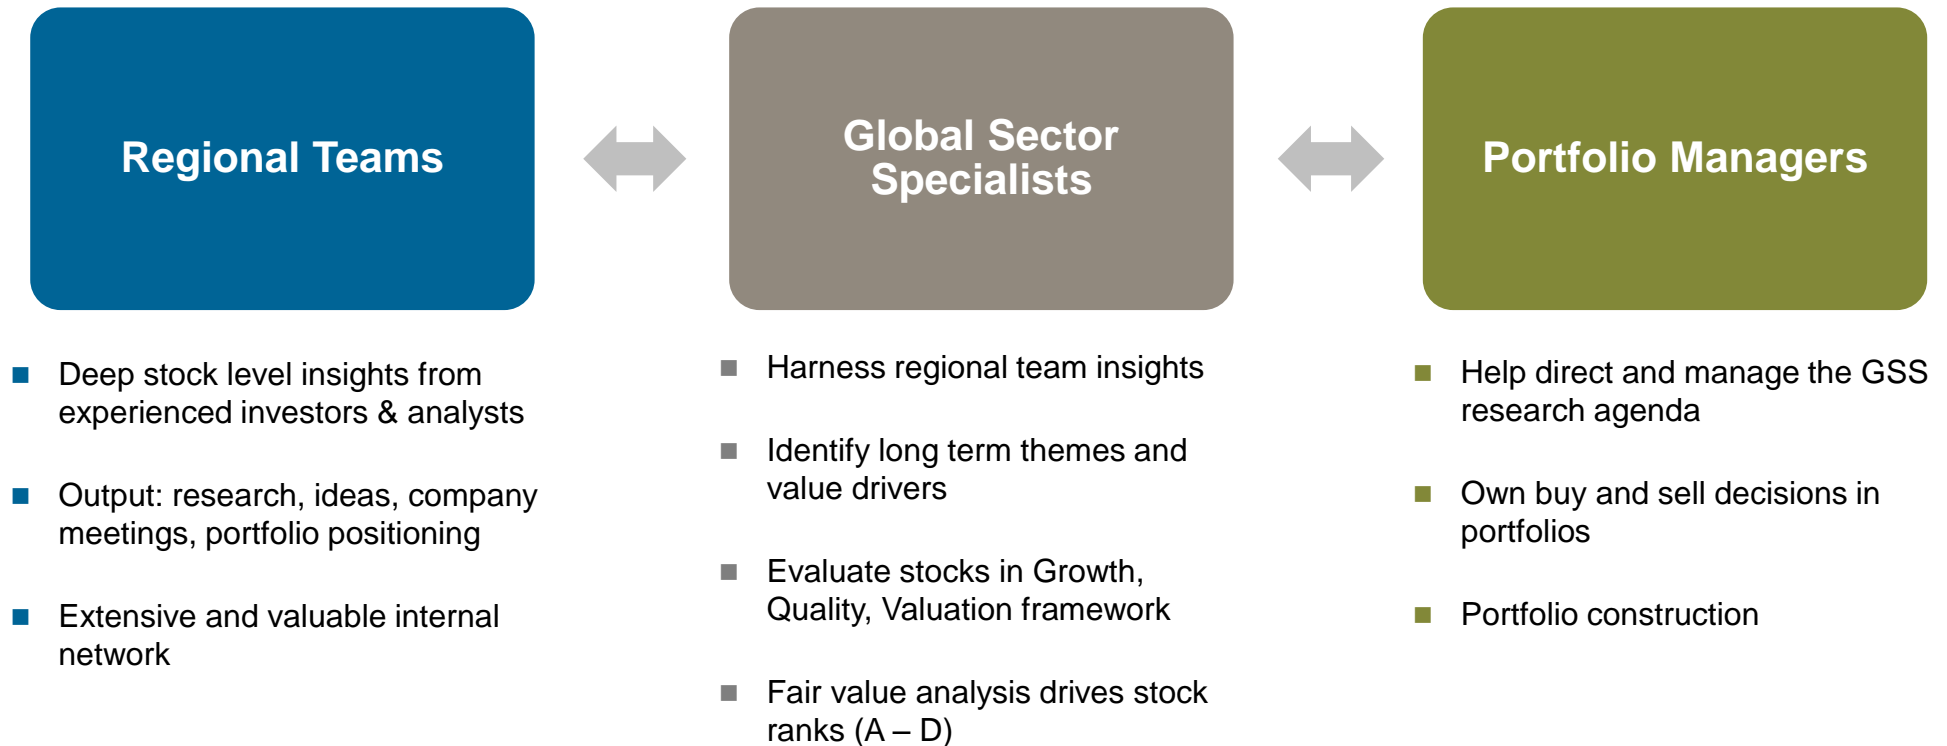 Regional Teams
Global Sector
Specialists
Portfolio Managers
Deep stock level insights from
experienced investors & analysts
Output: research, ideas, company
meetings, portfolio positioning
Extensive and valuable internal
network
Harness regional team insights
Identify long term themes and
value drivers
Evaluate stocks in Growth,
Quality, Valuation framework
Fair value analysis drives stock
ranks (A – D)
Help direct and manage the GSS
research agenda
Own buy and sell decisions in
portfolios
Portfolio construction